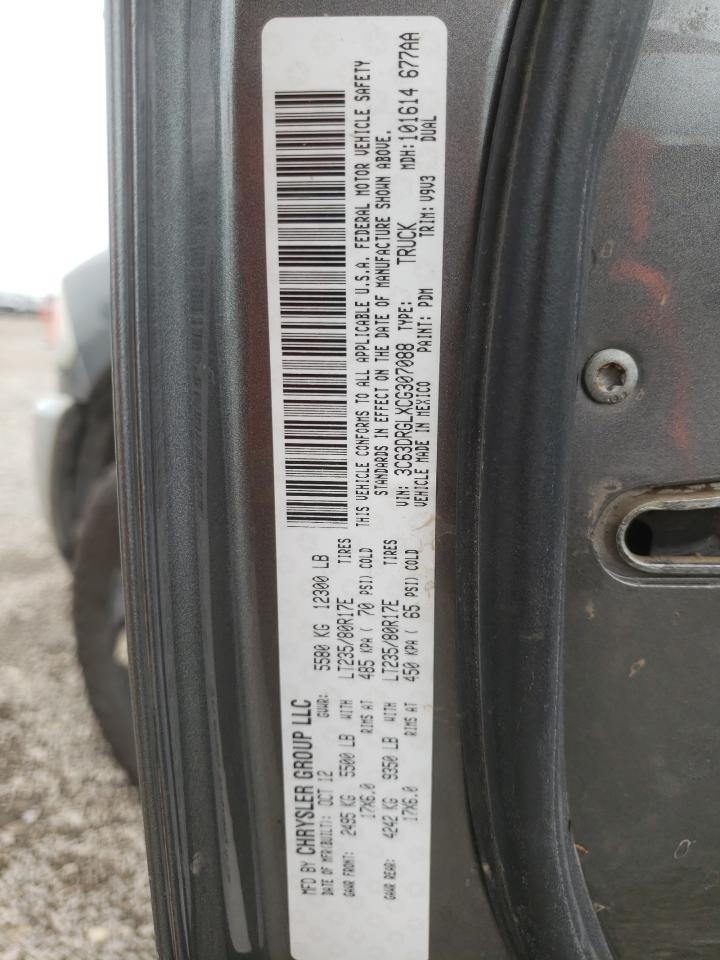 MFD BY CHRYSLER GROUP LLC
DATE OF MFR(BUILT): OCT 12 GVWR: 5580 KG 12300 LB
GAWR FRONT: 2495 KG 5500 LB WITH LT235/80R17E TIRES
17X6.0 RIMS AT 485 KPA ( 70 PSI) COLD
GAWR REAR: 4242 KG 9350 LB WITH LT235/80R17E TIRES
17X6.0 RIMS AT 450 KPA ( 65 PSI) COLD
THIS VEHICLE CONFORMS TO ALL APPLICABLE U.S.A. FEDERAL MOTOR VEHICLE SAFETY
STANDARDS IN EFFECT ON THE DATE OF MANUFACTURE SHOWN ABOVE.
VIN: 3C63DRGLXCG307088 TYPE: TRUCK MDH: 101614 677AA
VEHICLE MADE IN MEXICO PAINT: PDM TRIM: V9V3 DUAL